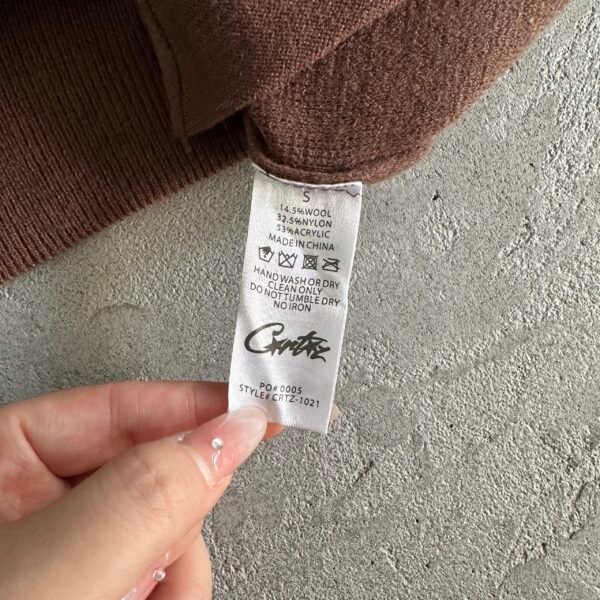 S
14.5%WOOL
32.5%NYLON
53%ACRYLIC
MADE IN CHINA
HAND WASH OR DRY
CLEAN ONLY
DO NOT TUMBLE DRY
NO IRON
Crtz
PO# 0005
STYLE# CRTZ-1021